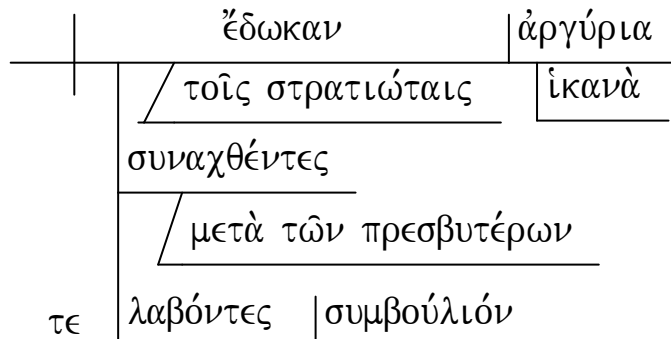 ἔδωκαν ἀργύρια
τοῖς στρατιώταις ἱκανὰ
συναχθέντες
μετὰ τῶν πρεσβυτέρων
τε λαβόντες συμβούλιόν